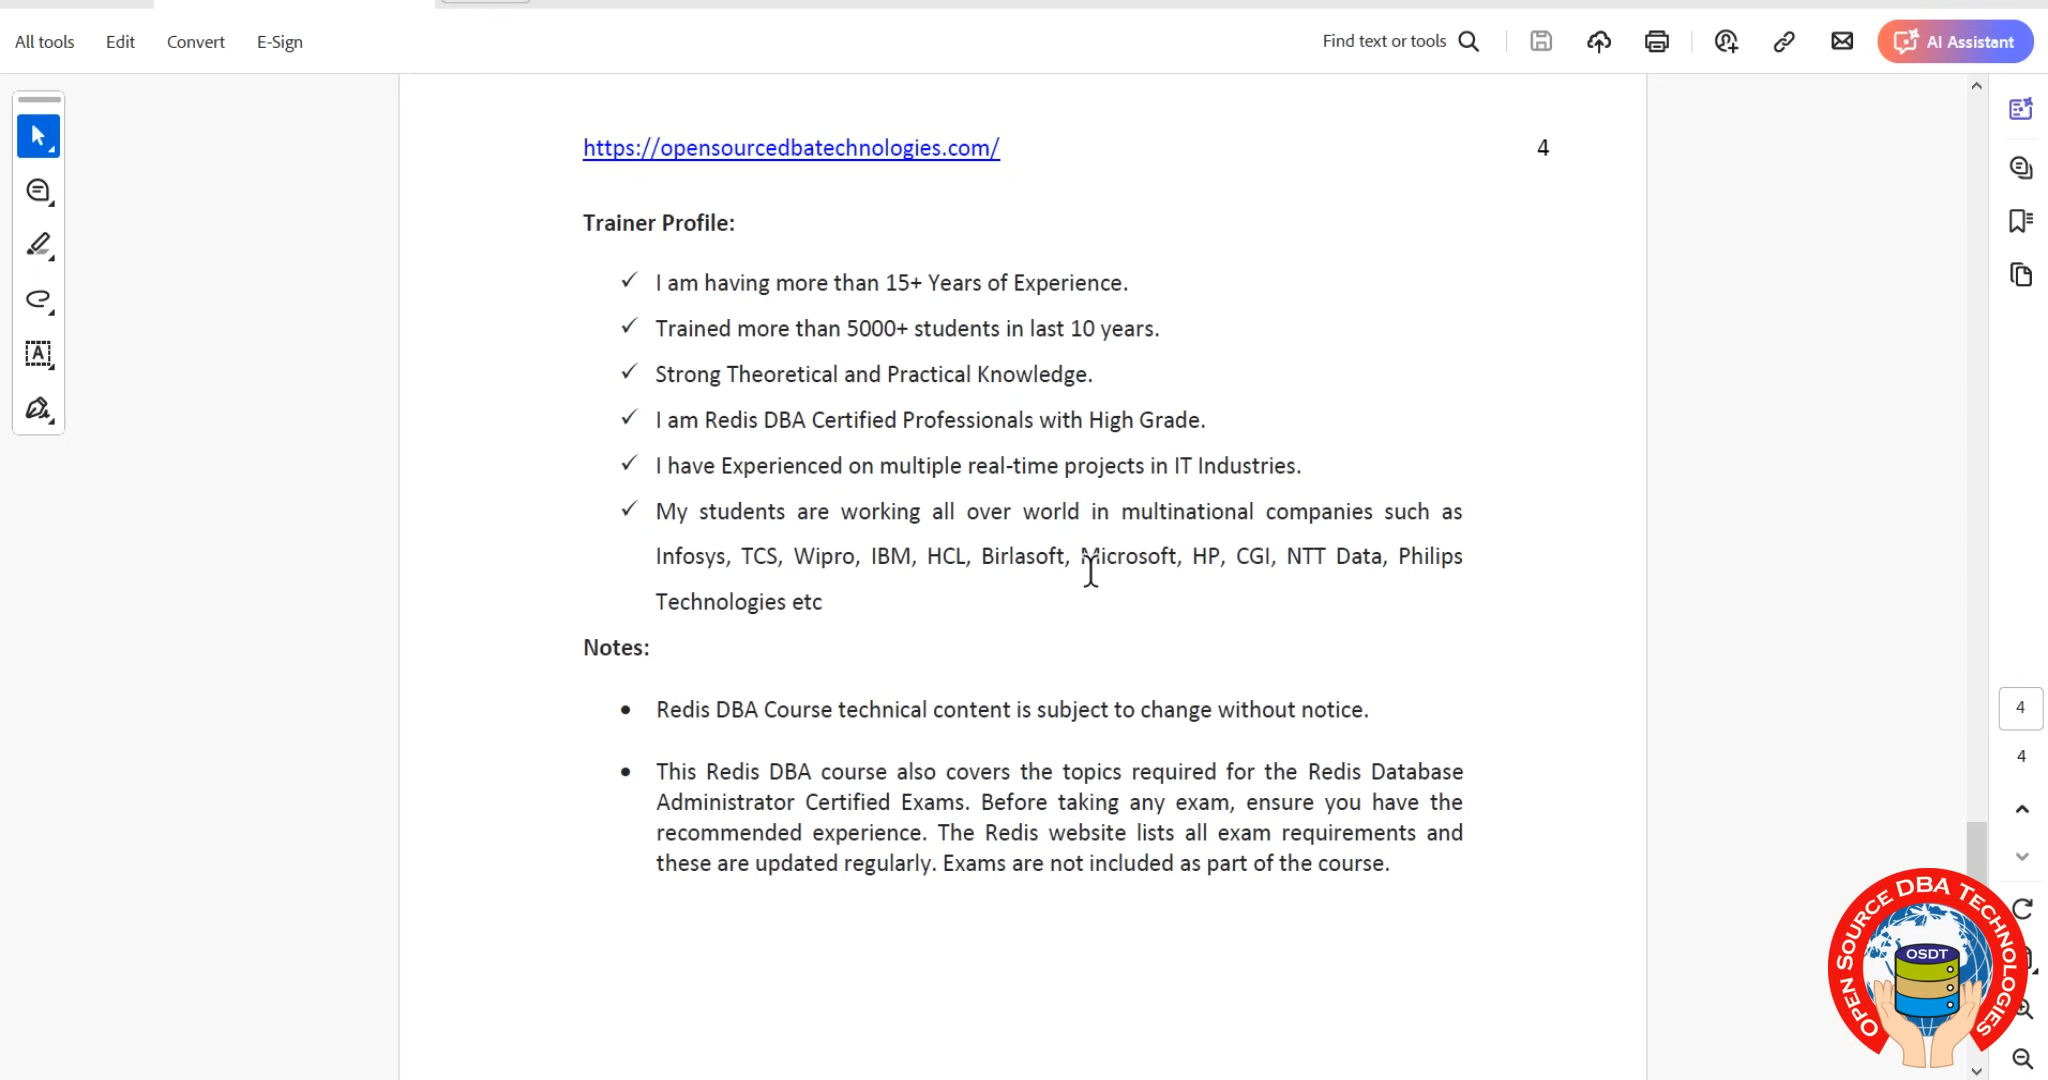 All tools Edit Convert E-Sign Find text or tools AI Assistant
https://opensourcedbatechnologies.com/ 4
Trainer Profile:
✓ I am having more than 15+ Years of Experience.
✓ Trained more than 5000+ students in last 10 years.
✓ Strong Theoretical and Practical Knowledge.
✓ I am Redis DBA Certified Professionals with High Grade.
✓ I have Experienced on multiple real-time projects in IT Industries.
✓ My students are working all over world in multinational companies such as
Infosys, TCS, Wipro, IBM, HCL, Birlasoft, Microsoft, HP, CGI, NTT Data, Philips
Technologies etc
Notes:
• Redis DBA Course technical content is subject to change without notice.
• This Redis DBA course also covers the topics required for the Redis Database
Administrator Certified Exams. Before taking any exam, ensure you have the
recommended experience. The Redis website lists all exam requirements and
these are updated regularly. Exams are not included as part of the course.
4
4
OPEN SOURCE DBA TECHNOLOGIES
OSDT